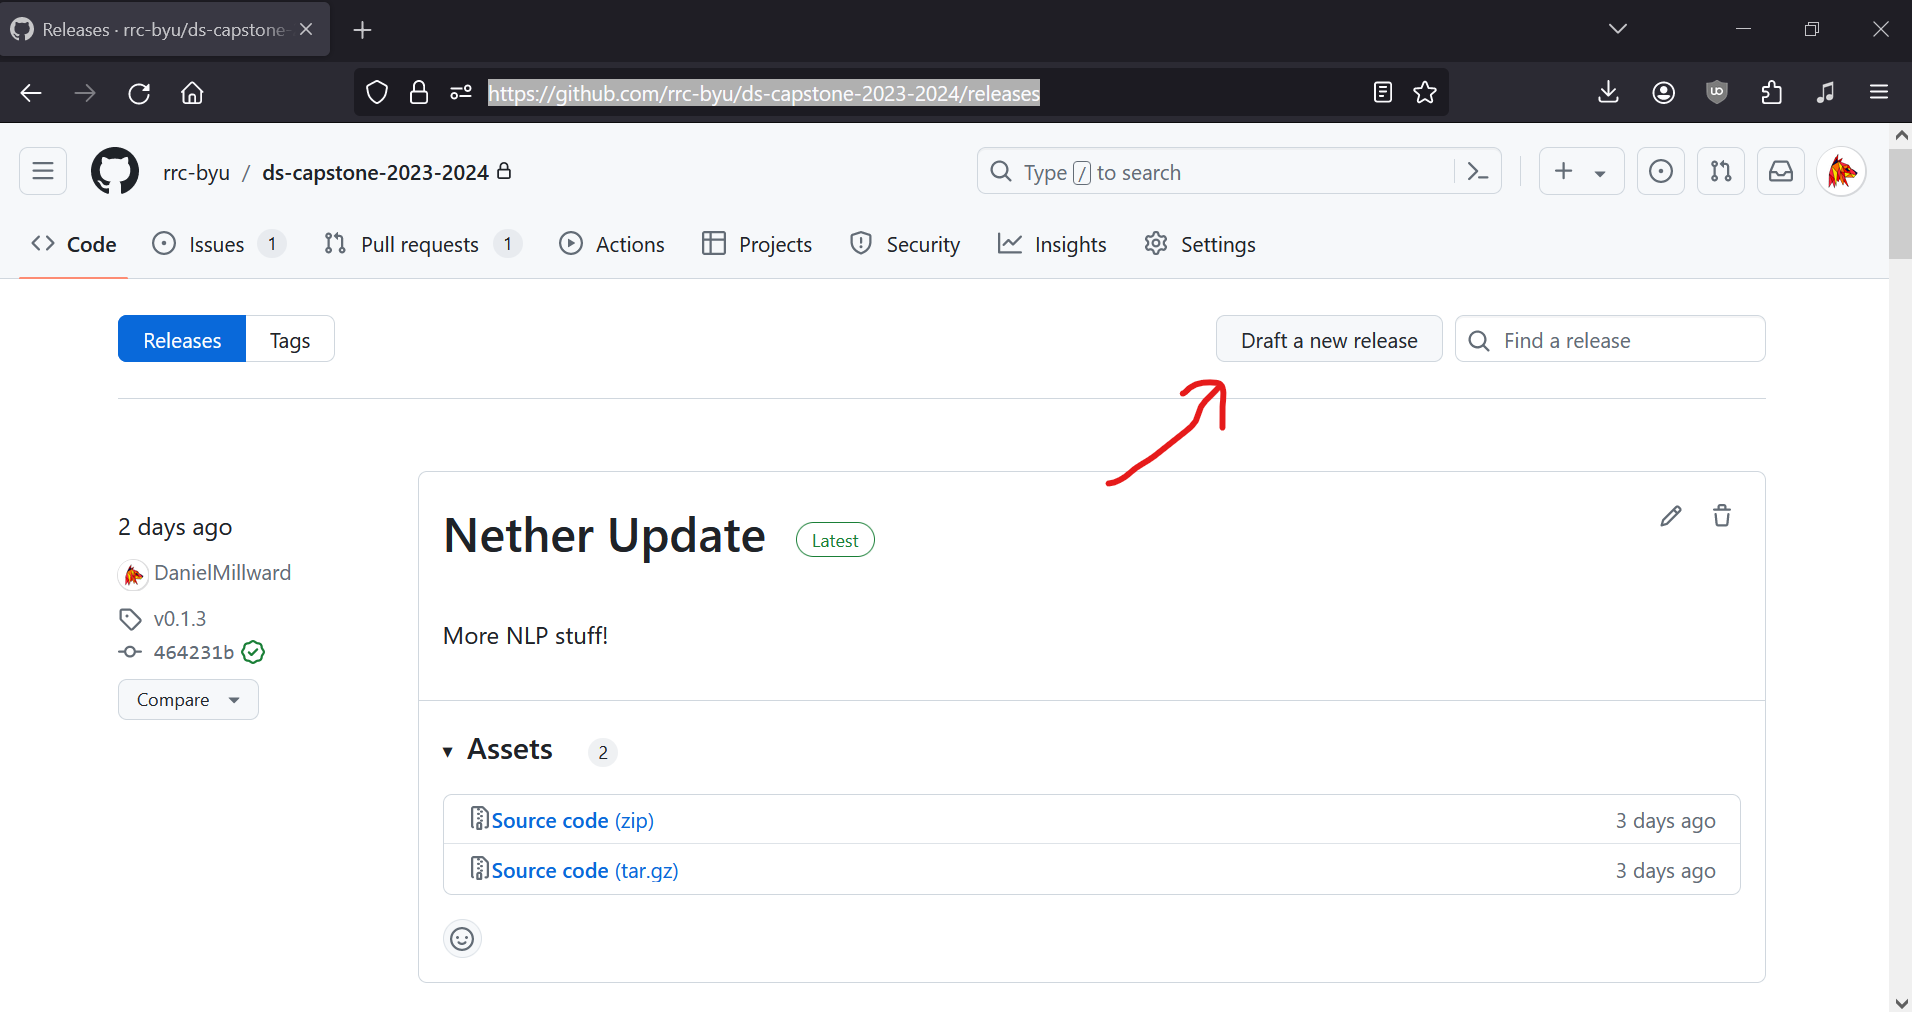 Releases · rrc-byu/ds-capstone-
https://github.com/rrc-byu/ds-capstone-2023-2024/releases
rrc-byu / ds-capstone-2023-2024
Type / to search
Code Issues 1 Pull requests 1 Actions Projects Security Insights Settings
Releases Tags Draft a new release Find a release
2 days ago
DanielMillward
v0.1.3
464231b
Compare
Nether Update Latest
More NLP stuff!
Assets 2
Source code (zip) 3 days ago
Source code (tar.gz) 3 days ago